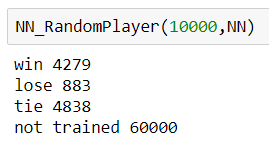 NN_RandomPlayer(10000,NN)
win 4279
lose 883
tie 4838
not trained 60000